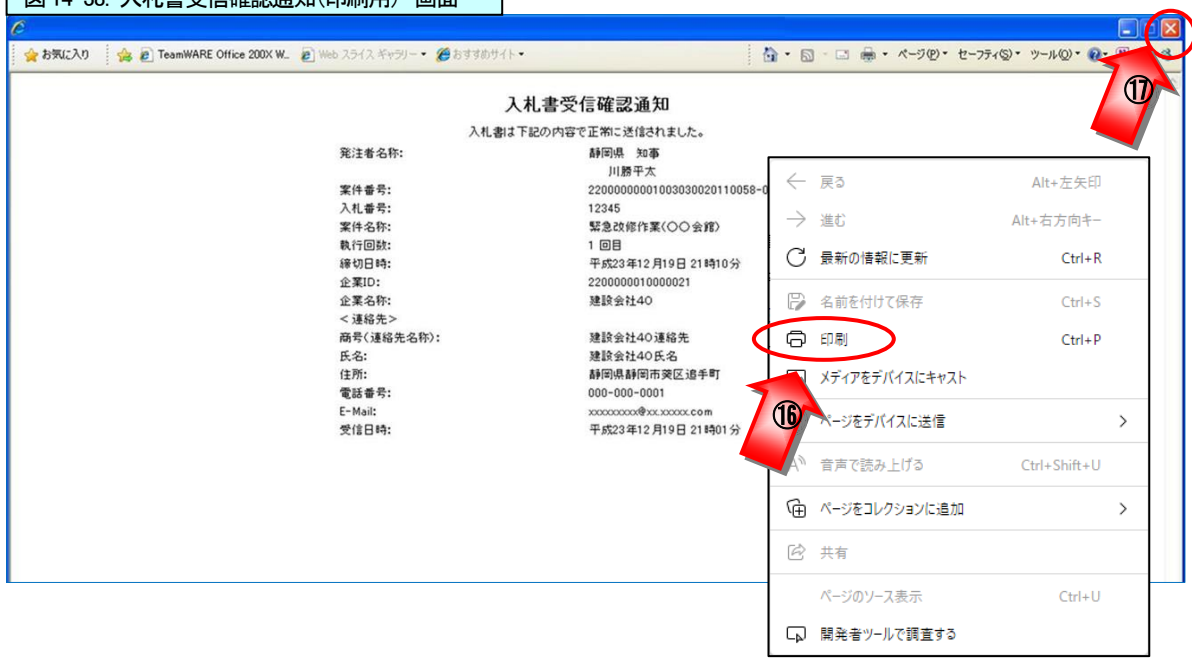 図 14-38. 入札書受信確認通知(印刷用) 画面
お気に入り TeamWARE Office 200X W... Web スライス ギャラリー おすすめサイト ページ(P) セーフティ(S) ツール(O)
⑰
入札書受信確認通知
入札書は下記の内容で正常に送信されました。
発注者名称: 静岡県 知事
川勝平太
案件番号: 22000000001003030020110058-0
入札番号: 12345
案件名称: 緊急改修作業(〇〇会館)
執行回数: 1 回目
締切日時: 平成23年12月19日 21時10分
企業ID: 2200000010000021
企業名称: 建設会社40
<連絡先>
商号(連絡先名称): 建設会社40連絡先
氏名: 建設会社40氏名
住所: 静岡県静岡市葵区追手町
電話番号: 000-000-0001
E-Mail: xxxxxxxxx@xx.xxxxx.com
受信日時: 平成23年12月19日 21時01分
戻る Alt+左矢印
進む Alt+右方向キー
最新の情報に更新 Ctrl+R
名前を付けて保存 Ctrl+S
印刷 Ctrl+P
メディアをデバイスにキャスト
⑯
ページをデバイスに送信
音声で読み上げる Ctrl+Shift+U
ページをコレクションに追加
共有
ページのソース表示 Ctrl+U
開発者ツールで調査する